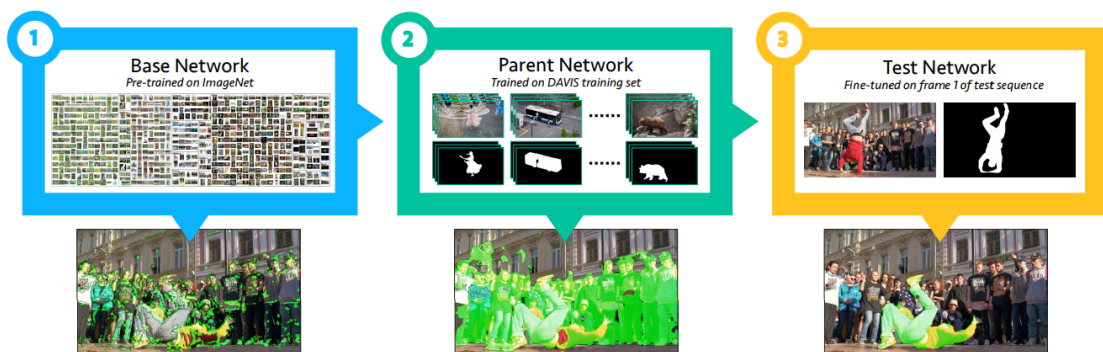 1
Base Network
Pre-trained on ImageNet
2
Parent Network
Trained on DAVIS training set
3
Test Network
Fine-tuned on frame 1 of test sequence